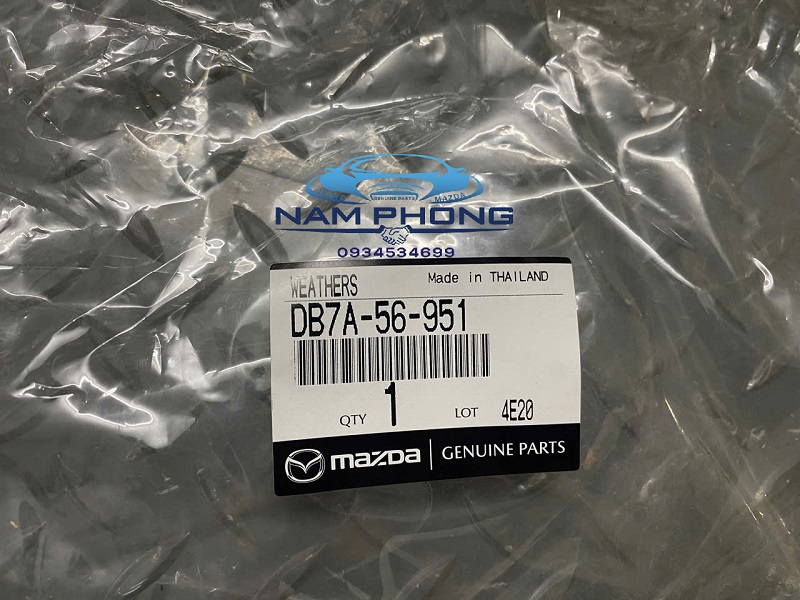 GENUINE PARTS
MAZDA
NAM PHONG
0934534699
WEATHERS Made in THAILAND
DB7A-56-951
QTY 1 LOT 4E20
mazda GENUINE PARTS